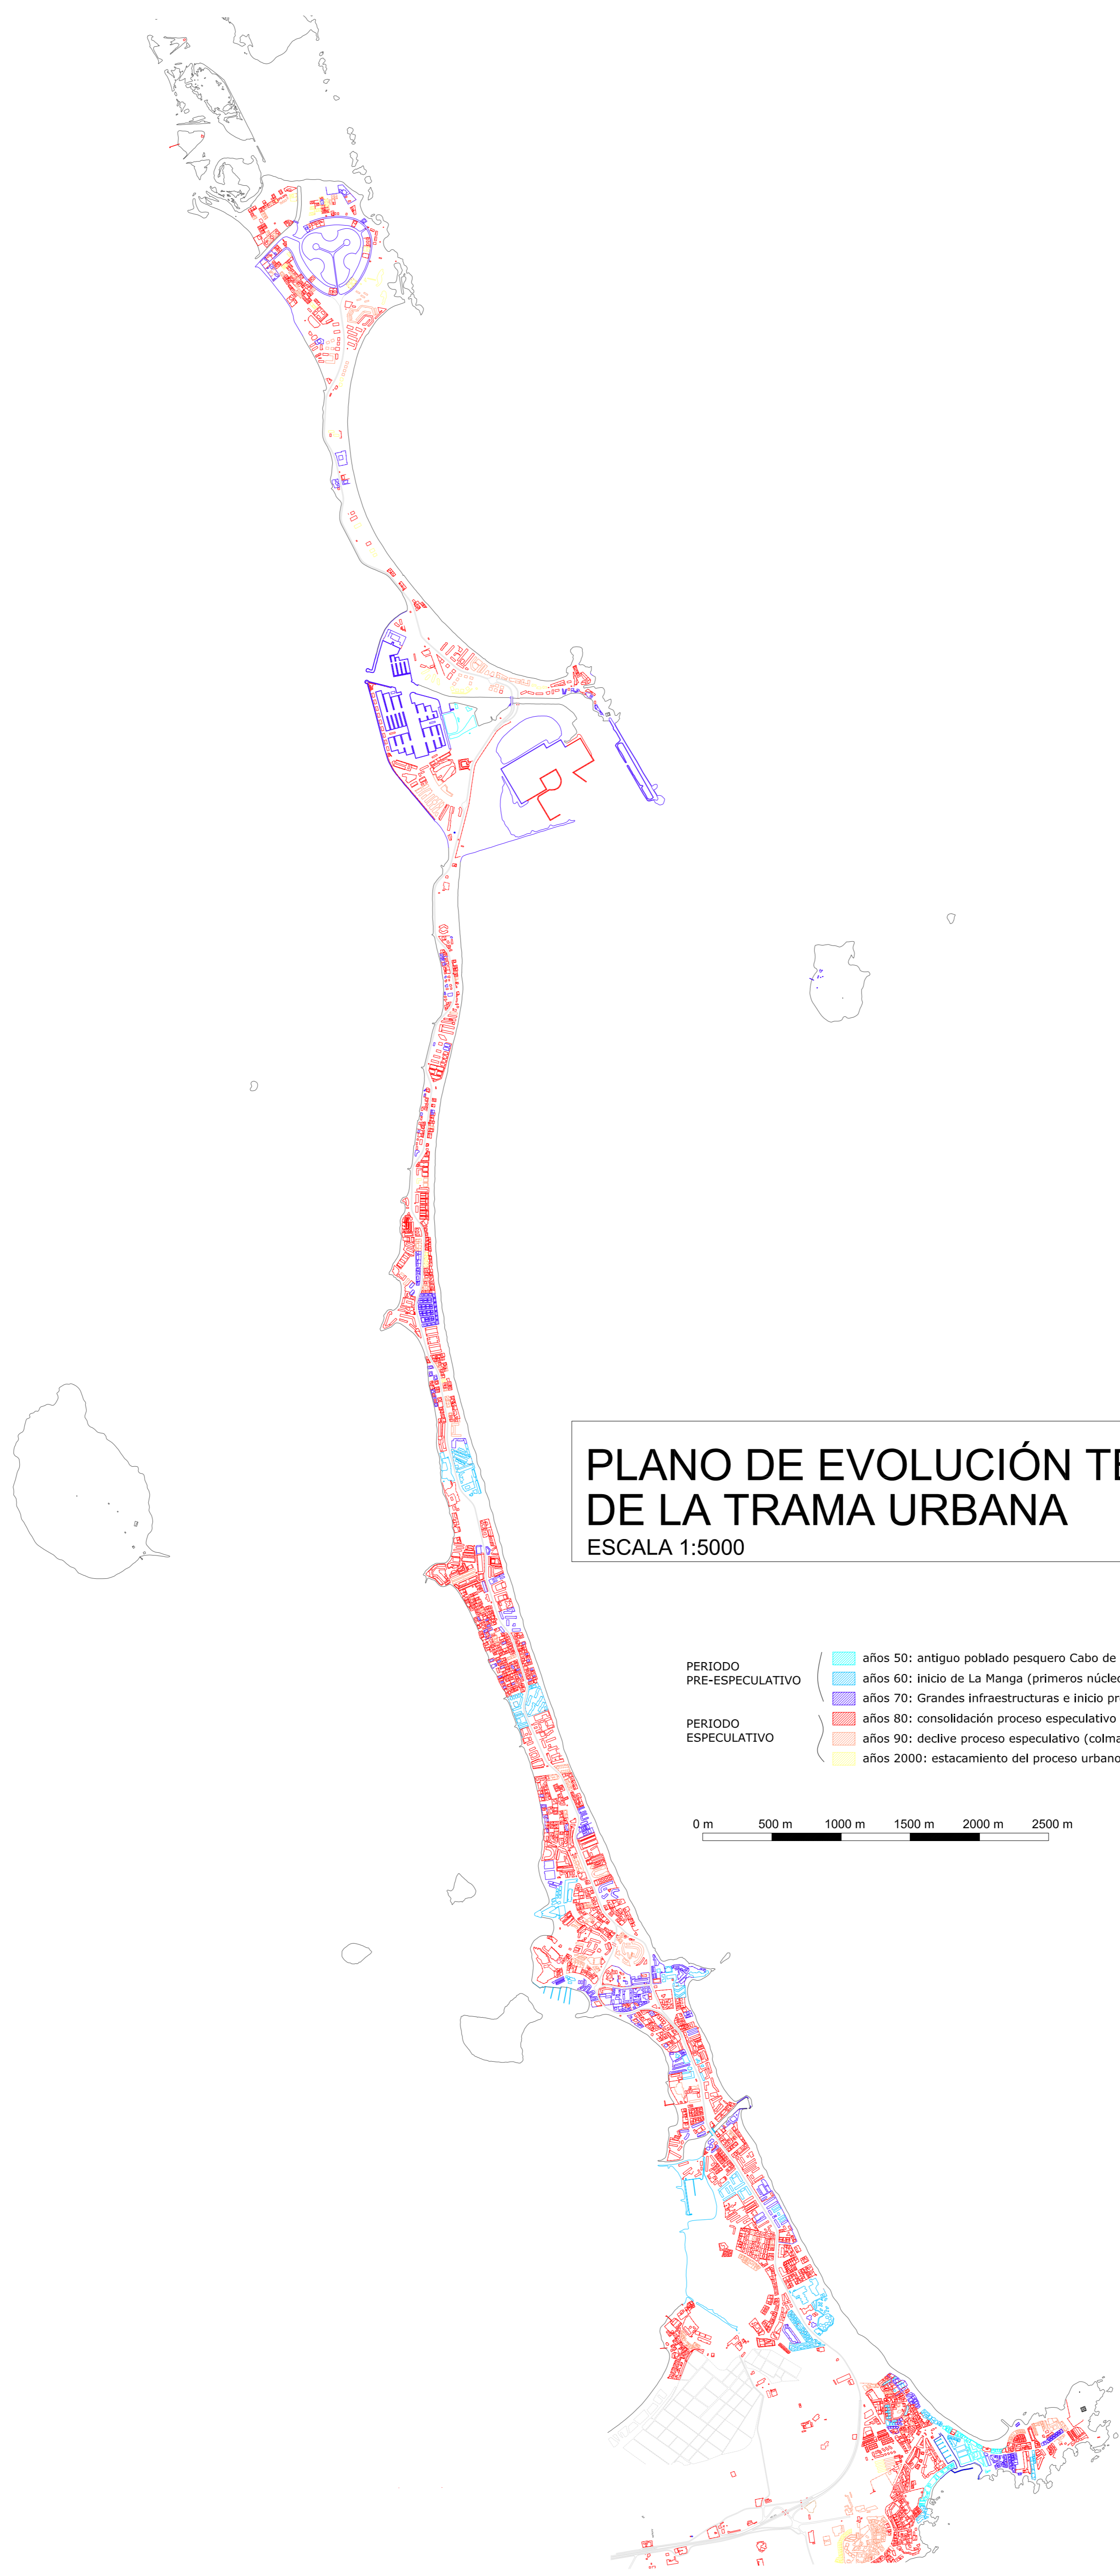 PLANO DE EVOLUCIÓN TE
DE LA TRAMA URBANA
ESCALA 1:5000
PERIODO
PRE-ESPECULATIVO
años 50: antiguo poblado pesquero Cabo de
años 60: inicio de La Manga (primeros núcleo
años 70: Grandes infraestructuras e inicio pr
PERIODO
ESPECULATIVO
años 80: consolidación proceso especulativo
años 90: declive proceso especulativo (colma
años 2000: estacamiento del proceso urbano
0 m 500 m 1000 m 1500 m 2000 m 2500 m